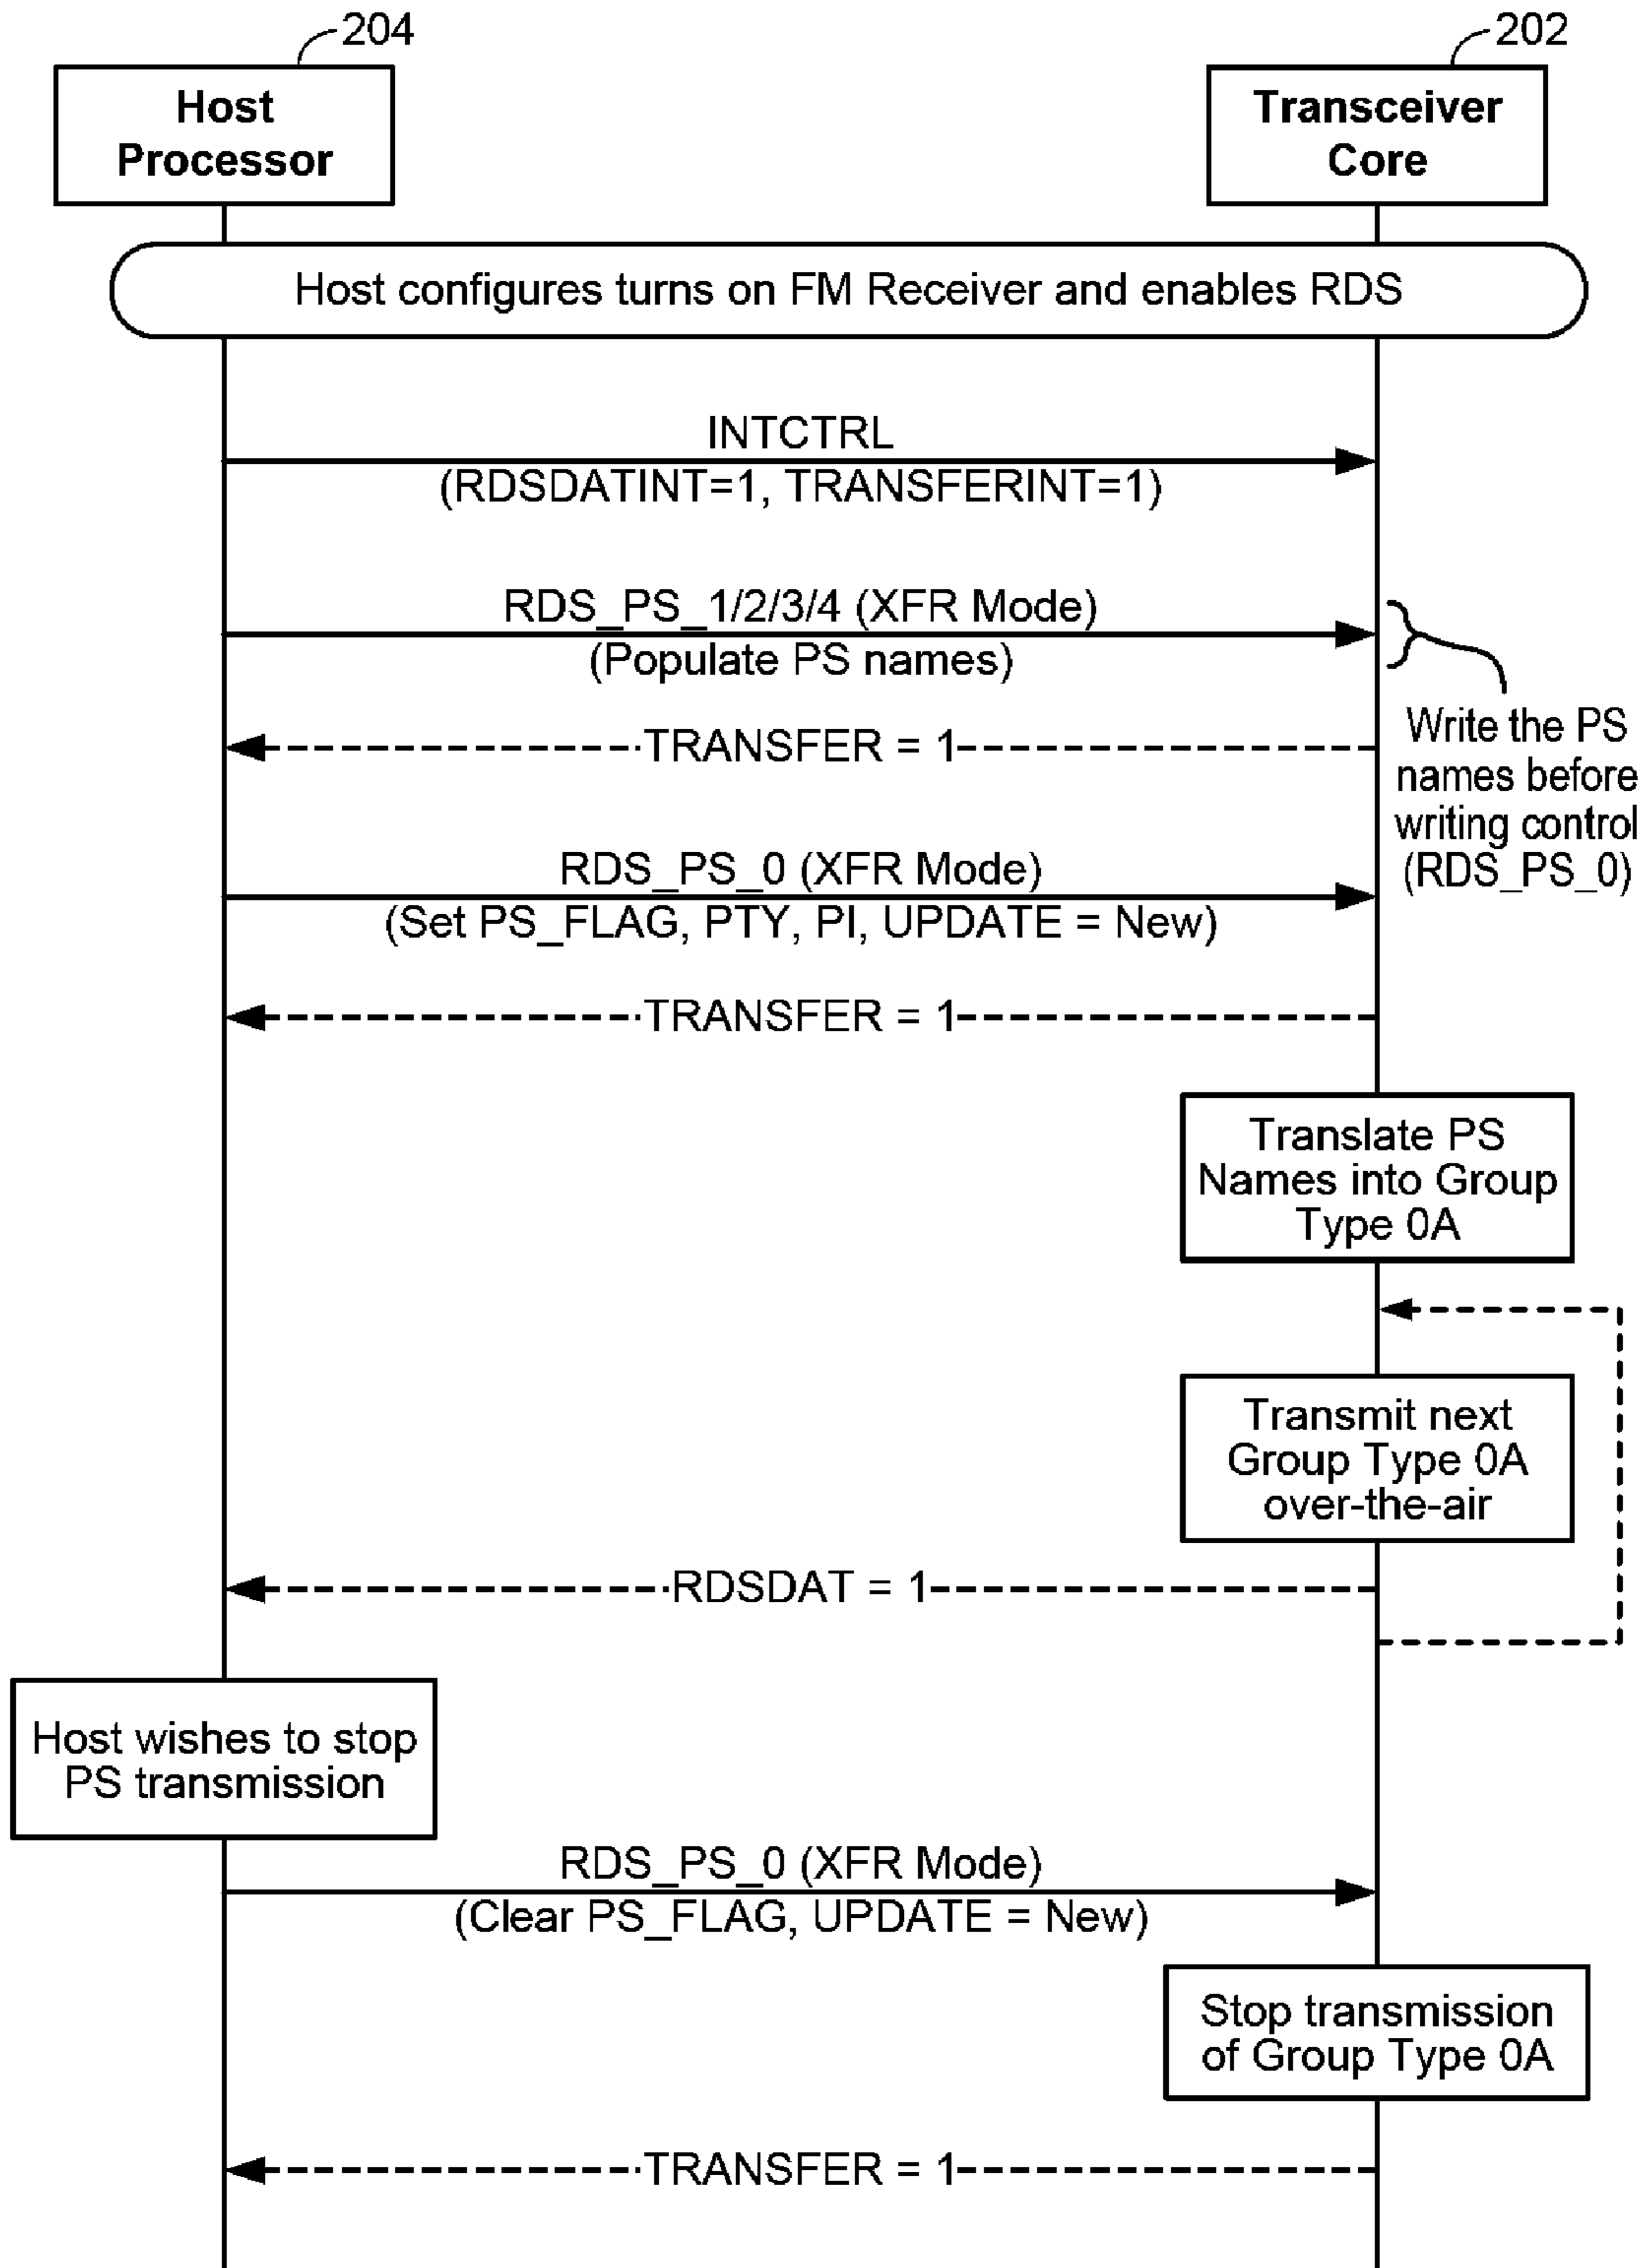 204
202
Host
Processor
Transceiver
Core
Host configures turns on FM Receiver and enables RDS
INTCTRL
(RDSDATINT=1, TRANSFERINT=1)
RDS_PS_1/2/3/4 (XFR Mode)
(Populate PS names)
Write the PS
names before
writing control
(RDS_PS_0)
TRANSFER = 1
RDS_PS_0 (XFR Mode)
(Set PS_FLAG, PTY, PI, UPDATE = New)
TRANSFER = 1
Translate PS
Names into Group
Type 0A
Transmit next
Group Type 0A
over-the-air
RDSDAT = 1
Host wishes to stop
PS transmission
RDS_PS_0 (XFR Mode)
(Clear PS_FLAG, UPDATE = New)
Stop transmission
of Group Type 0A
TRANSFER = 1